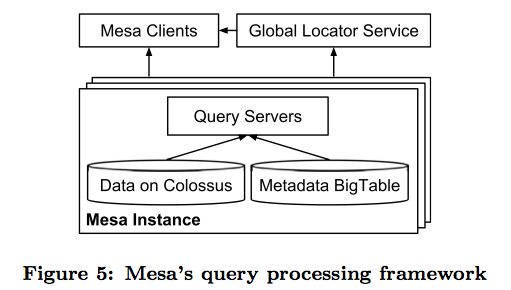 Mesa Clients
Global Locator Service
Query Servers
Data on Colossus
Metadata BigTable
Mesa Instance
Figure 5: Mesa's query processing framework